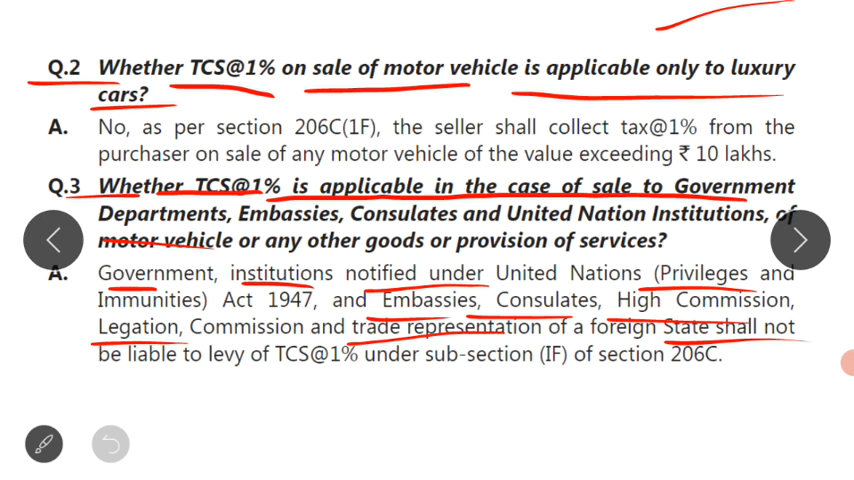 Q.2 Whether TCS@1% on sale of motor vehicle is applicable only to luxury
cars?
A. No, as per section 206C(1F), the seller shall collect tax@1% from the
purchaser on sale of any motor vehicle of the value exceeding ₹ 10 lakhs.
Q.3 Whether TCS@1% is applicable in the case of sale to Government
Departments, Embassies, Consulates and United Nation Institutions, of
motor vehicle or any other goods or provision of services?
A. Government, institutions notified under United Nations (Privileges and
Immunities) Act 1947, and Embassies, Consulates, High Commission,
Legation, Commission and trade representation of a foreign State shall not
be liable to levy of TCS@1% under sub-section (IF) of section 206C.